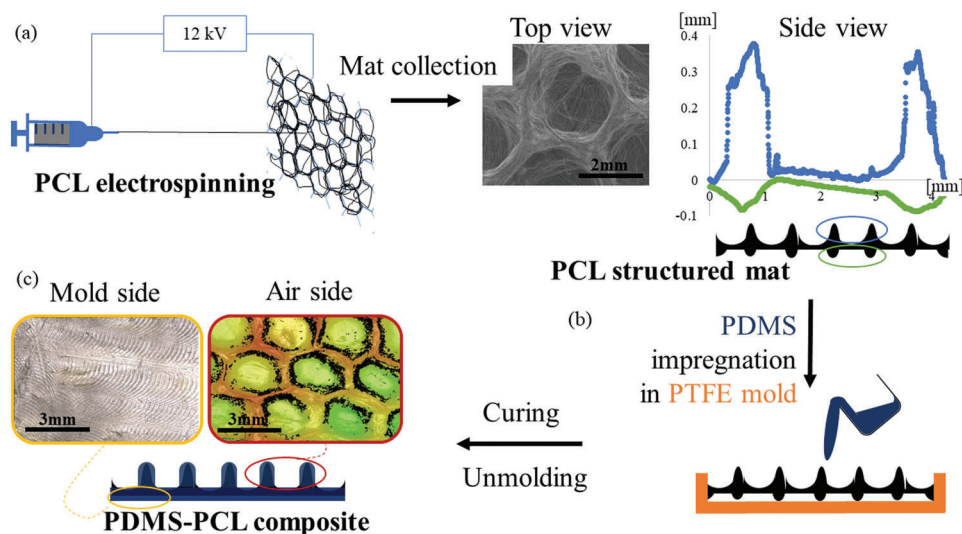 (a)
12 kV
PCL electrospinning
Mat collection
Top view
2mm
[mm]
Side view
0.4
0.3
0.2
0.1
0
-0.1
0
1
2
3
4
[mm]
PCL structured mat
(b)
PDMS
impregnation
in PTFE mold
Curing
Unmolding
(c)
Mold side
Air side
3mm
3mm
PDMS-PCL composite